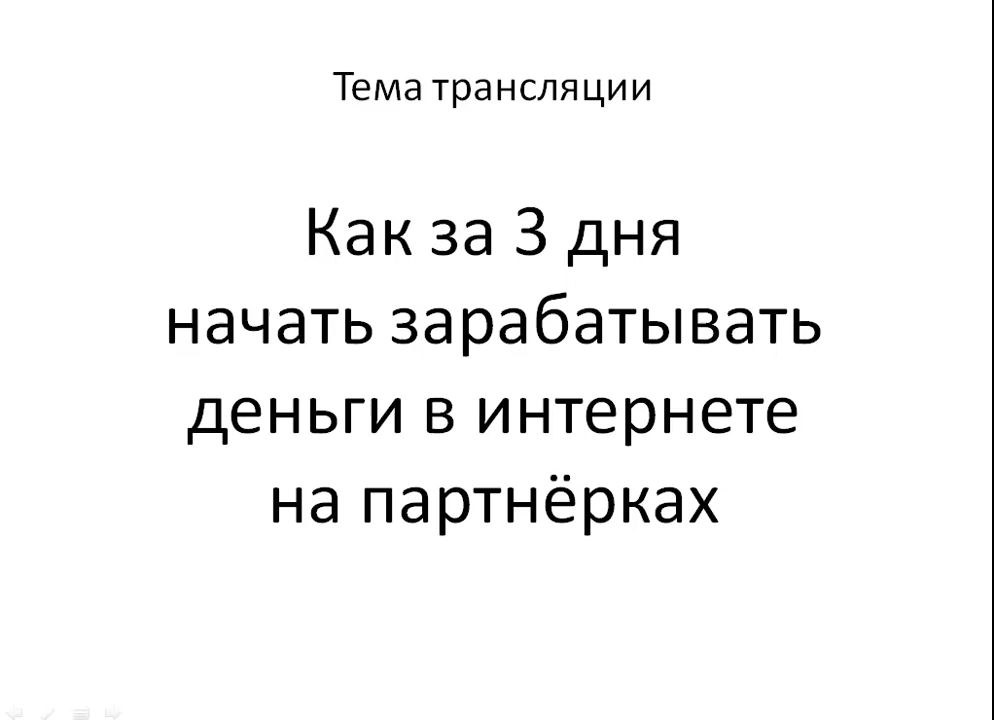 Тема трансляции
Как за 3 дня
начать зарабатывать
деньги в интернете
на партнёрках